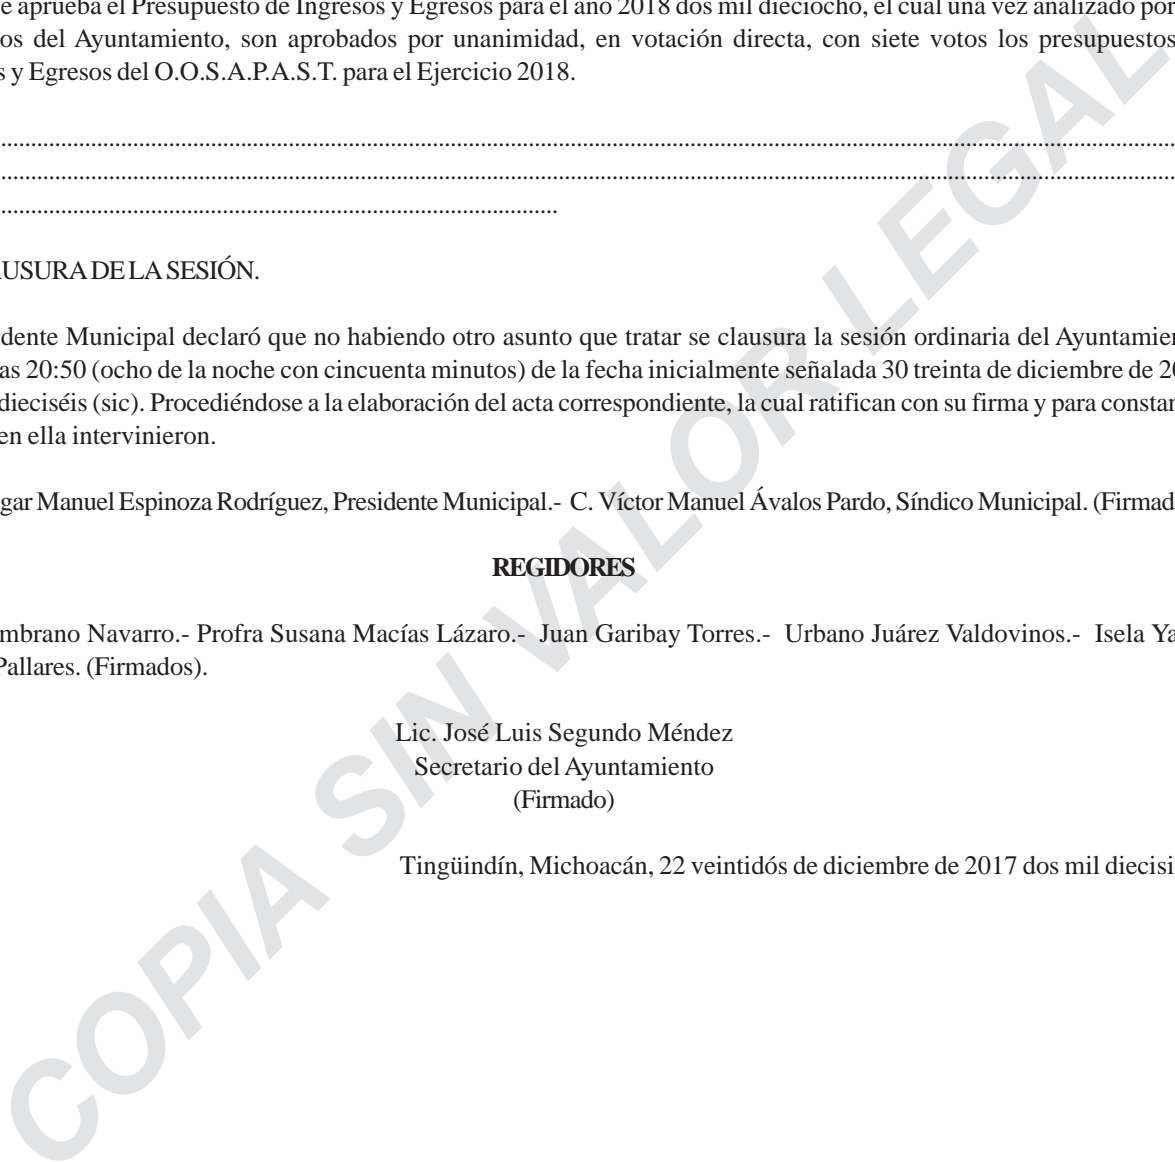 e aprueba el Presupuesto de Ingresos y Egresos para el año 2018 dos mil dieciocho, el cual una vez analizado por
os del Ayuntamiento, son aprobados por unanimidad, en votación directa, con siete votos los presupuestos
s y Egresos del O.O.S.A.P.A.S.T. para el Ejercicio 2018.
AUSURA DE LA SESIÓN.
idente Municipal declaró que no habiendo otro asunto que tratar se clausura la sesión ordinaria del Ayuntamien
as 20:50 (ocho de la noche con cincuenta minutos) de la fecha inicialmente señalada 30 treinta de diciembre de 20
dieciséis (sic). Procediéndose a la elaboración del acta correspondiente, la cual ratifican con su firma y para constan
en ella intervinieron.
gar Manuel Espinoza Rodríguez, Presidente Municipal.- C. Víctor Manuel Ávalos Pardo, Síndico Municipal. (Firmad
REGIDORES
mbrano Navarro.- Profra Susana Macías Lázaro.- Juan Garibay Torres.- Urbano Juárez Valdovinos.- Isela Ya
Pallares. (Firmados).
Lic. José Luis Segundo Méndez
Secretario del Ayuntamiento
(Firmado)
Tingüindín, Michoacán, 22 veintidós de diciembre de 2017 dos mil diecisi
COPIA SIN VALOR LEGAL